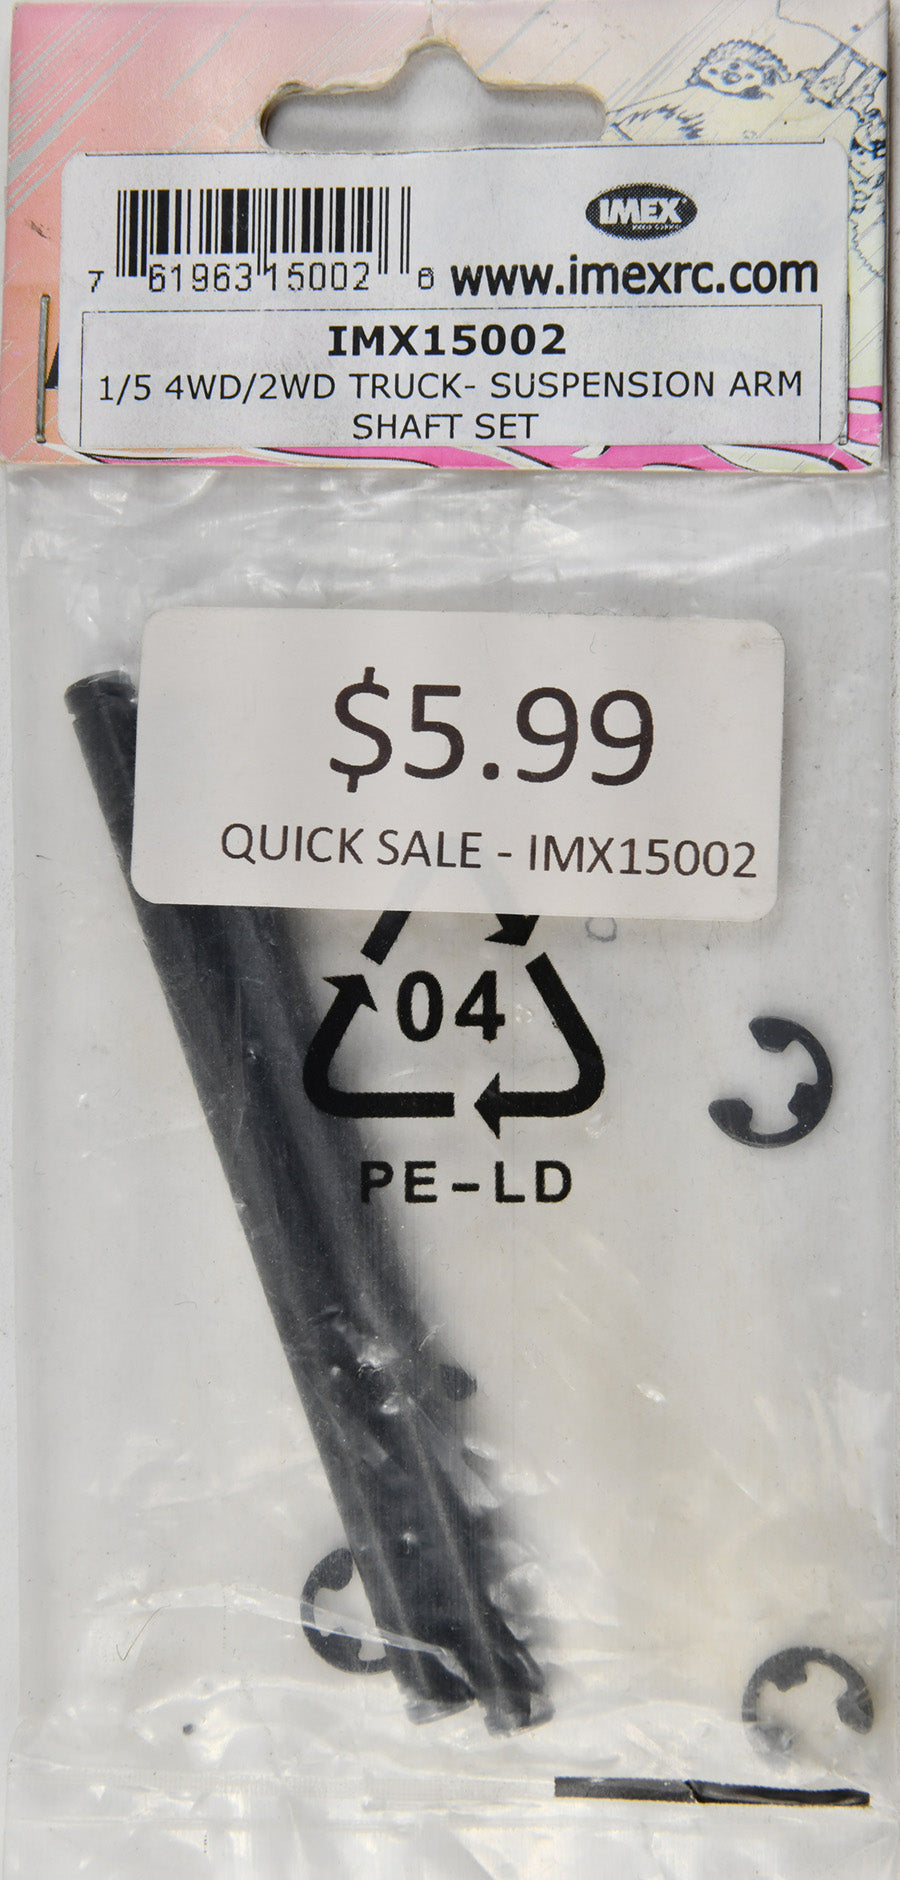 IMEX
7 61963 15002 6
www.imexrc.com
IMX15002
1/5 4WD/2WD TRUCK- SUSPENSION ARM
SHAFT SET
$5.99
QUICK SALE - IMX15002
04
PE-LD